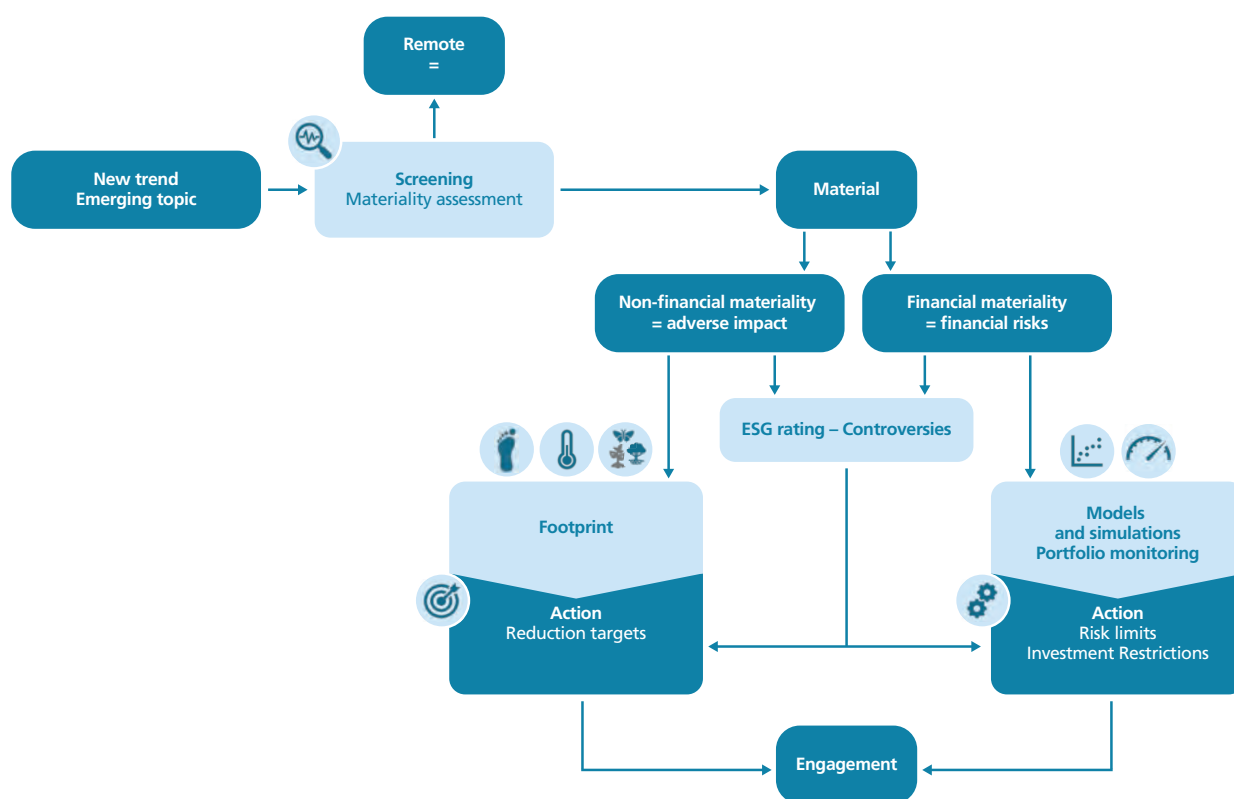 Remote
=
New trend
Emerging topic
Screening
Materiality assessment
Material
Non-financial materiality
= adverse impact
Financial materiality
= financial risks
ESG rating – Controversies
Footprint
Models
and simulations
Portfolio monitoring
Action
Reduction targets
Action
Risk limits
Investment Restrictions
Engagement